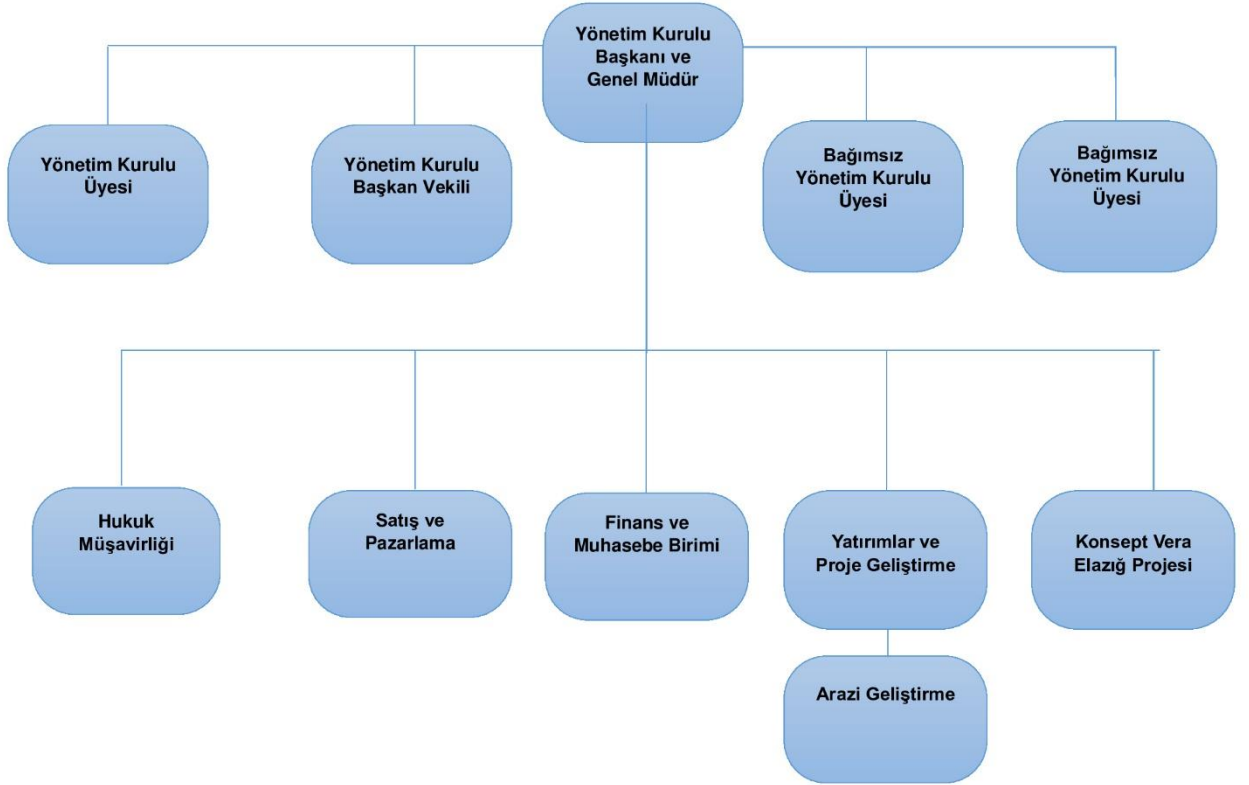 Yönetim Kurulu
Başkanı ve
Genel Müdür
Yönetim Kurulu
Üyesi
Yönetim Kurulu
Başkan Vekili
Bağımsız
Yönetim Kurulu
Üyesi
Bağımsız
Yönetim Kurulu
Üyesi
Hukuk
Müşavirliği
Satış ve
Pazarlama
Finans ve
Muhasebe Birimi
Yatırımlar ve
Proje Geliştirme
Konsept Vera
Elazığ Projesi
Arazi Geliştirme